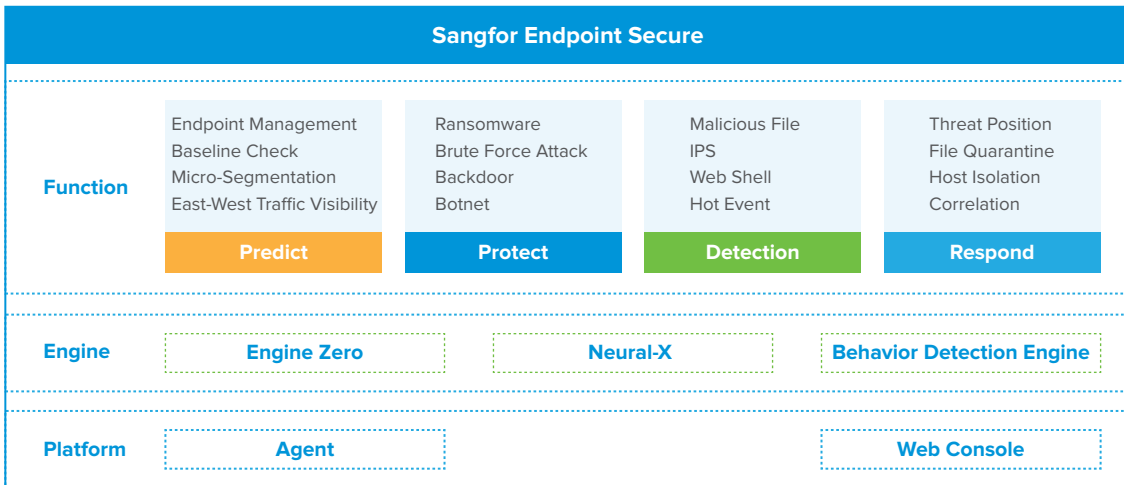 Sangfor Endpoint Secure
Function
Endpoint Management
Baseline Check
Micro-Segmentation
East-West Traffic Visibility
Predict
Ransomware
Brute Force Attack
Backdoor
Botnet
Protect
Malicious File
IPS
Web Shell
Hot Event
Detection
Threat Position
File Quarantine
Host Isolation
Correlation
Respond
Engine
Engine Zero
Neural-X
Behavior Detection Engine
Platform
Agent
Web Console